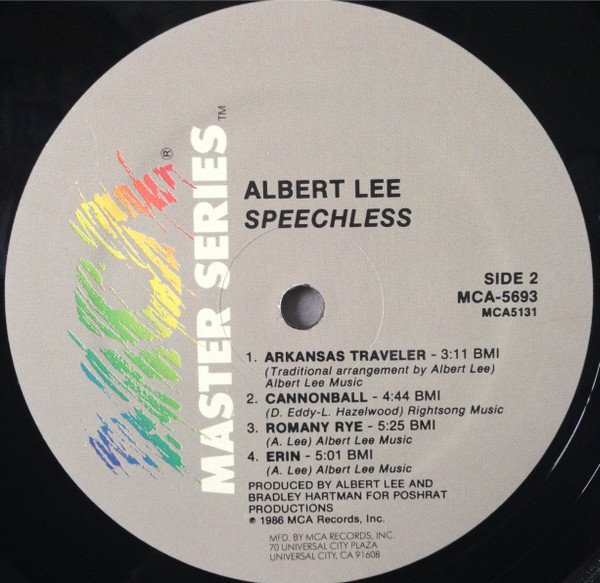 MCA
®
MASTER SERIES™
ALBERT LEE
SPEECHLESS
SIDE 2
MCA-5693
MCA5131
1. ARKANSAS TRAVELER - 3:11 BMI
(Traditional arrangement by Albert Lee)
Albert Lee Music
2. CANNONBALL - 4:44 BMI
(D. Eddy-L. Hazelwood) Rightsong Music
3. ROMANY RYE - 5:25 BMI
(A. Lee) Albert Lee Music
4. ERIN - 5:01 BMI
(A. Lee) Albert Lee Music
PRODUCED BY ALBERT LEE AND
BRADLEY HARTMAN FOR POSHRAT
PRODUCTIONS
℗ 1986 MCA Records, Inc.
MFD. BY MCA RECORDS, INC.
70 UNIVERSAL CITY PLAZA
UNIVERSAL CITY, CA 91608